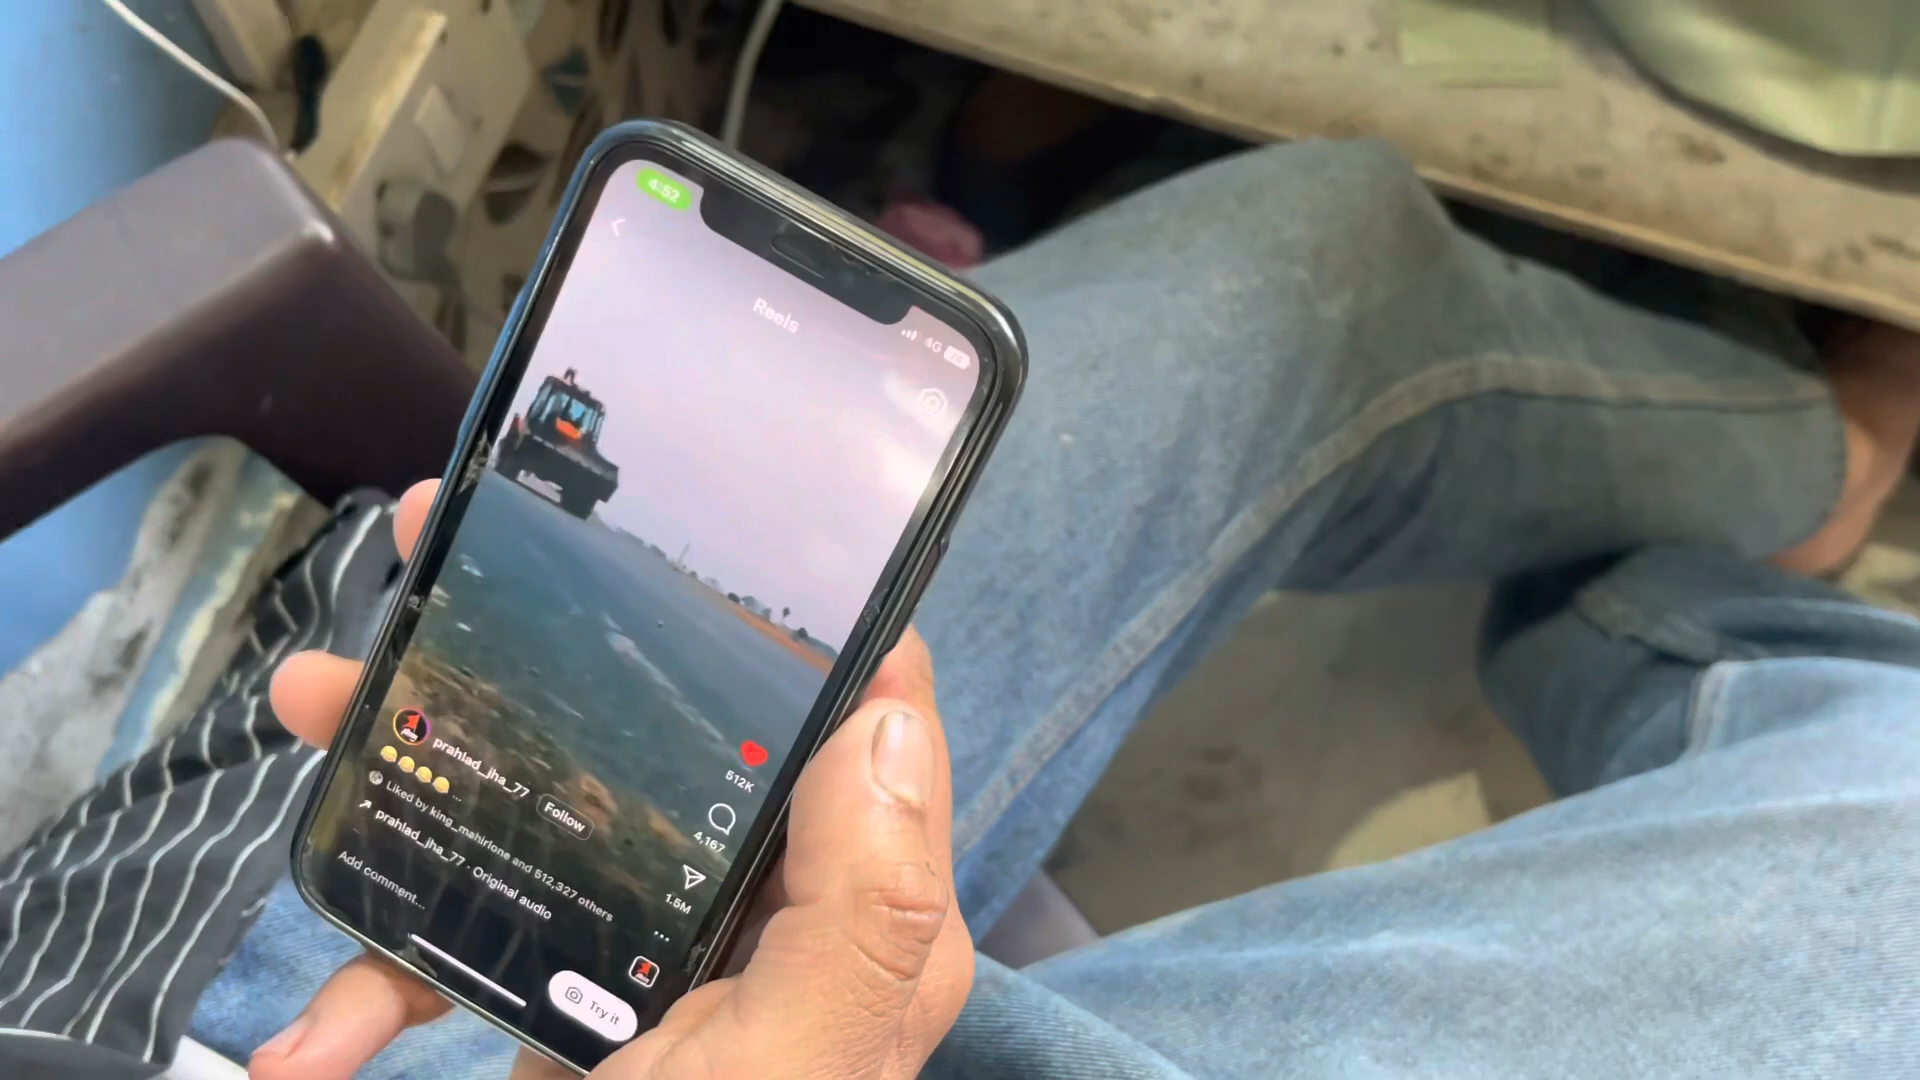 4:52
Reels
4G
prahlad_jha_77 Follow
😂😂😂😂 ...
Liked by king_mahirlone and 512,327 others
prahlad_jha_77 · Original audio
Add comment...
512K
4,167
1.5M
Try it